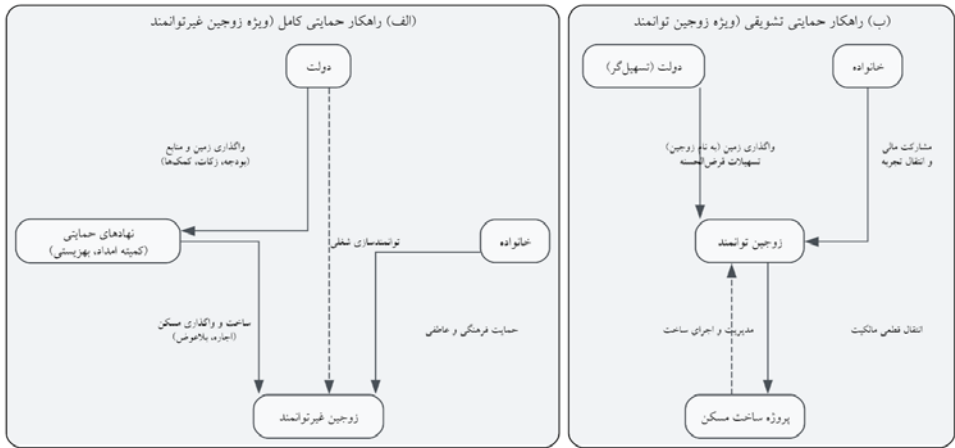 (الف) راهکار حمایتی کامل (ویژه زوجین غیرتوانمند
دولت
واگذاری زمین و منابع
(بودجه، زکات، کمک‌ها)
نهادهای حمایتی
(کمیته امداد، بهزیستی)
توانمندسازی شغلی
خانواده
ساخت و واگذاری مسکن
(اجاره، بلاعوض)
حمایت فرهنگی و عاطفی
زوجین غیرتوانمند
(ب) راهکار حمایتی تشویقی (ویژه زوجین توانمند
دولت (تسهیل‌گر)
خانواده
واگذاری زمین (به نام زوجین)
تسهیلات قرض‌الحسنه
مشارکت مالی
و انتقال تجربه
زوجین توانمند
مدیریت و اجرای ساخت
انتقال قطعی مالکیت
پروژه ساخت مسکن